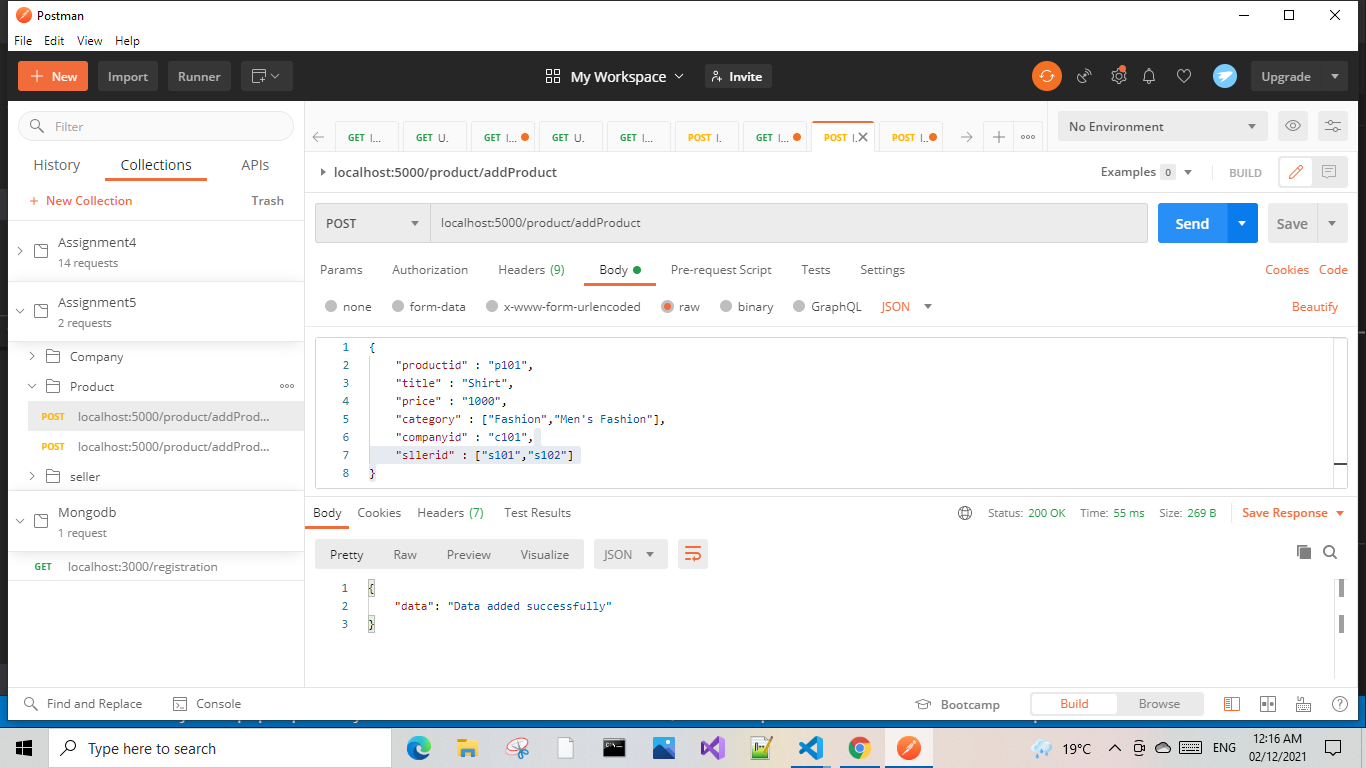 Postman
File Edit View Help
New Import Runner My Workspace Invite Upgrade
Filter
GET I... GET U. GET I... GET U. GET I... POST I. GET I... POST I. POST I..
No Environment
History Collections APIs
localhost:5000/product/addProduct Examples 0 BUILD
+ New Collection Trash
POST localhost:5000/product/addProduct Send Save
Assignment4
14 requests
Params Authorization Headers (9) Body Pre-request Script Tests Settings Cookies Code
Assignment5
2 requests
none form-data x-www-form-urlencoded raw binary GraphQL JSON Beautify
Company
Product
POST localhost:5000/product/addProd...
POST localhost:5000/product/addProd...
seller
Mongodb
1 request
GET localhost:3000/registration
1 {
2 "productid" : "p101",
3 "title" : "Shirt",
4 "price" : "1000",
5 "category" : ["Fashion","Men's Fashion"],
6 "companyid" : "c101",
7 "sllerid" : ["s101","s102"]
8 }
Body Cookies Headers (7) Test Results Status: 200 OK Time: 55 ms Size: 269 B Save Response
Pretty Raw Preview Visualize JSON
1 {
2 "data": "Data added successfully"
3 }
Find and Replace Console Bootcamp Build Browse
Type here to search 19°C ENG 12:16 AM
02/12/2021